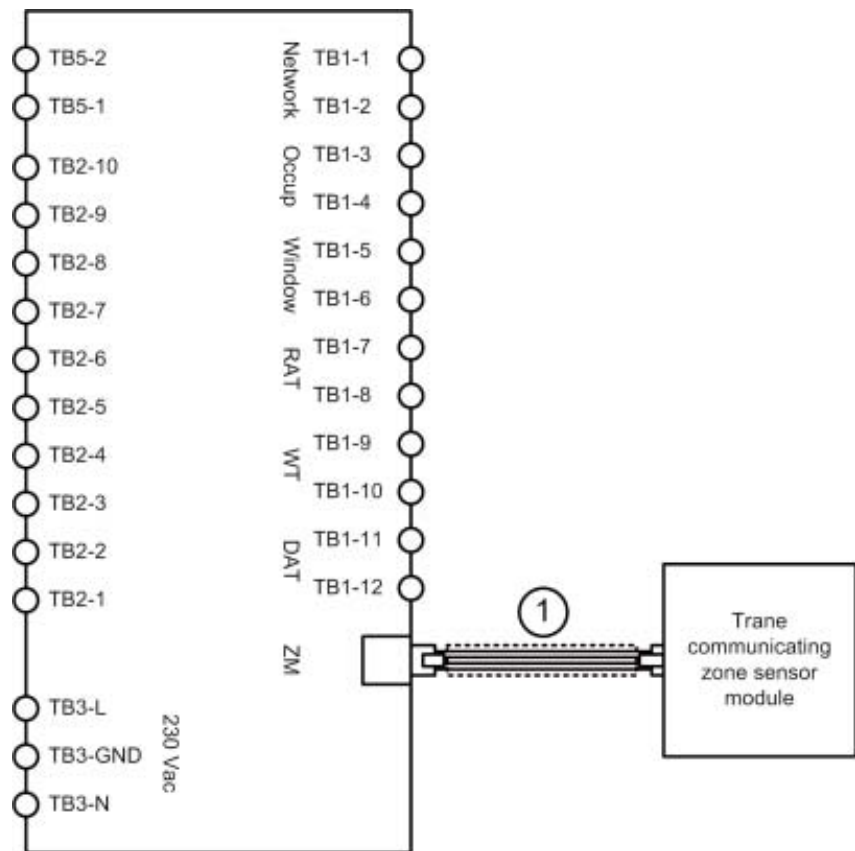 TB5-2
TB5-1
TB2-10
TB2-9
TB2-8
TB2-7
TB2-6
TB2-5
TB2-4
TB2-3
TB2-2
TB2-1
TB3-L
TB3-GND
TB3-N
230 Vac
Network
Occup
Window
RAT
WT
DAT
ZM
TB1-1
TB1-2
TB1-3
TB1-4
TB1-5
TB1-6
TB1-7
TB1-8
TB1-9
TB1-10
TB1-11
TB1-12
1
Trane
communicating
zone sensor
module